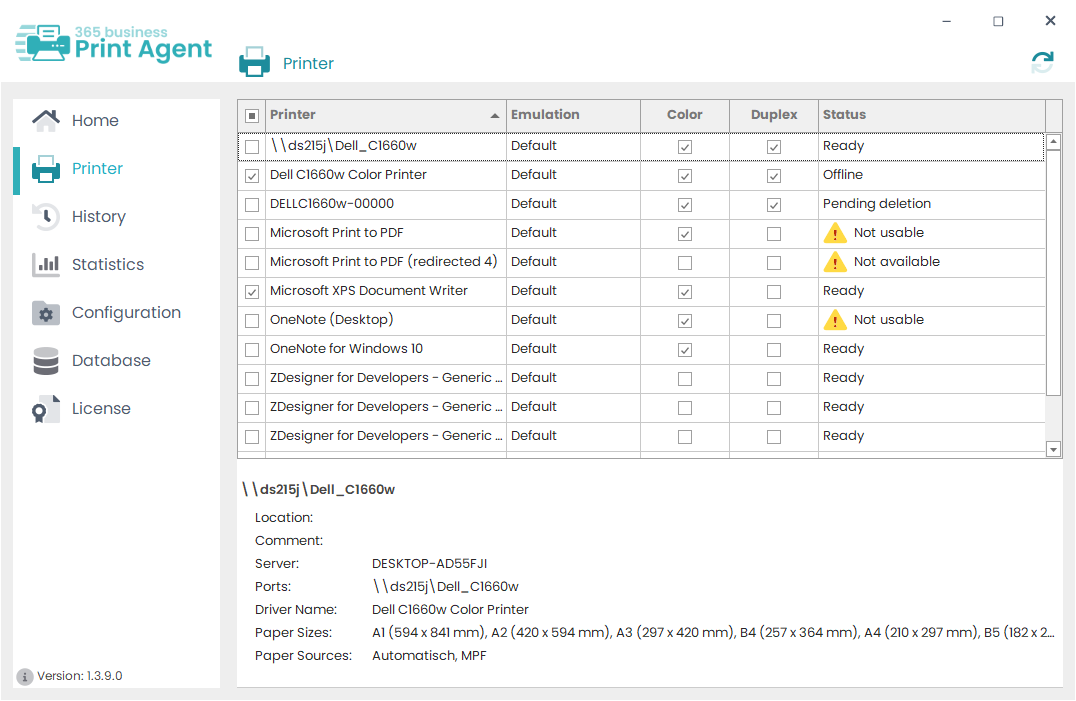 365 business
Print Agent
Printer
Home
Printer
History
Statistics
Configuration
Database
License
Version: 1.3.9.0
Printer Emulation Color Duplex Status
\\ds215j\Dell_C1660w Default Ready
Dell C1660w Color Printer Default Offline
DELLC1660w-00000 Default Pending deletion
Microsoft Print to PDF Default Not usable
Microsoft Print to PDF (redirected 4) Default Not available
Microsoft XPS Document Writer Default Ready
OneNote (Desktop) Default Not usable
OneNote for Windows 10 Default Ready
ZDesigner for Developers - Generic ... Default Ready
ZDesigner for Developers - Generic ... Default Ready
ZDesigner for Developers - Generic ... Default Ready
\\ds215j\Dell_C1660w
Location:
Comment:
Server: DESKTOP-AD55FJI
Ports: \\ds215j\Dell_C1660w
Driver Name: Dell C1660w Color Printer
Paper Sizes: A1 (594 x 841 mm), A2 (420 x 594 mm), A3 (297 x 420 mm), B4 (257 x 364 mm), A4 (210 x 297 mm), B5 (182 x 2...
Paper Sources: Automatisch, MPF